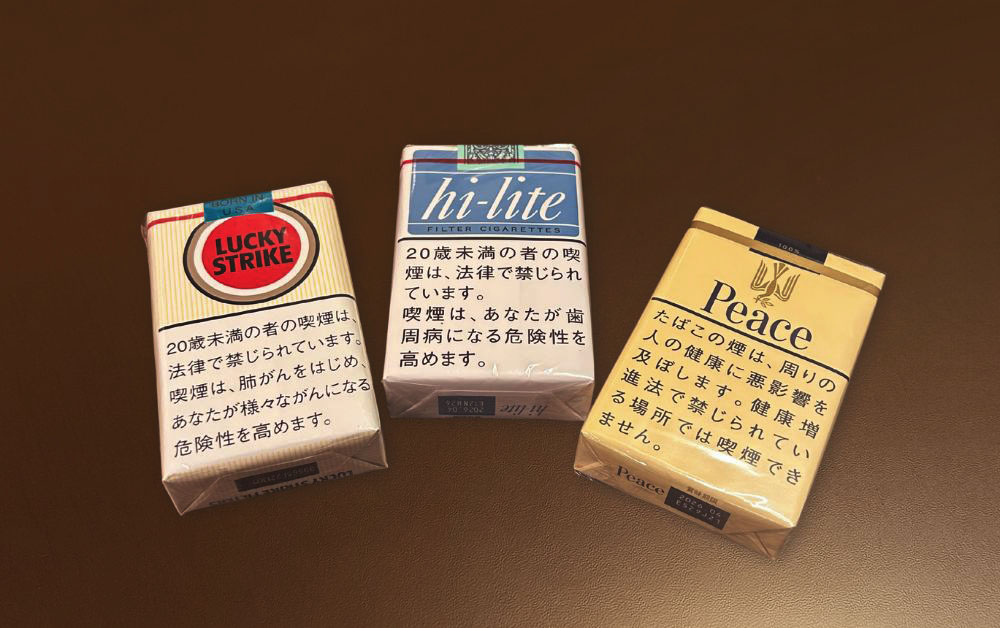 BORN IN
USA
LUCKY
STRIKE
20歳未満の者の喫煙は、
法律で禁じられています。
喫煙は、肺がんをはじめ、
あなたが様々ながんになる
危険性を高めます。
hi-lite
FILTER CIGARETTES
20歳未満の者の喫
煙は、法律で禁じられ
ています。
喫煙は、あなたが歯
周病になる危険性を
高めます。
hi-lite
100'S
Peace
たばこの煙は、周りの
人の健康に悪影響を
及ぼします。健康増
進法で禁じられてい
る場所では喫煙でき
ません。
Peace
賞味期限